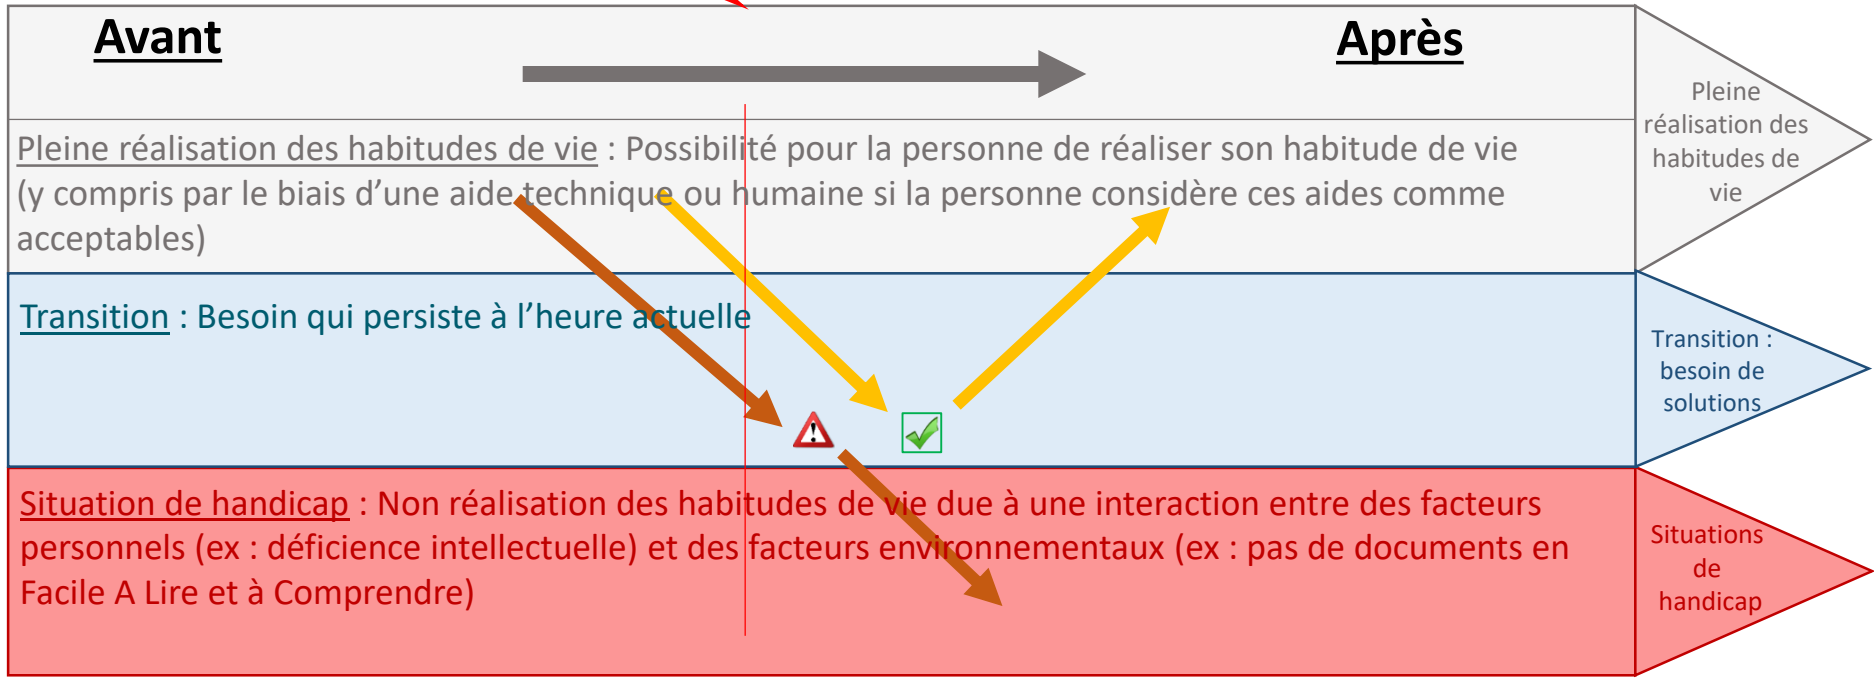 Avant
Après
Pleine réalisation des habitudes de vie : Possibilité pour la personne de réaliser son habitude de vie
(y compris par le biais d’une aide technique ou humaine si la personne considère ces aides comme
acceptables)
Pleine
réalisation des
habitudes de
vie
Transition : Besoin qui persiste à l’heure actuelle
Transition :
besoin de
solutions
Situation de handicap : Non réalisation des habitudes de vie due à une interaction entre des facteurs
personnels (ex : déficience intellectuelle) et des facteurs environnementaux (ex : pas de documents en
Facile A Lire et à Comprendre)
Situations
de
handicap